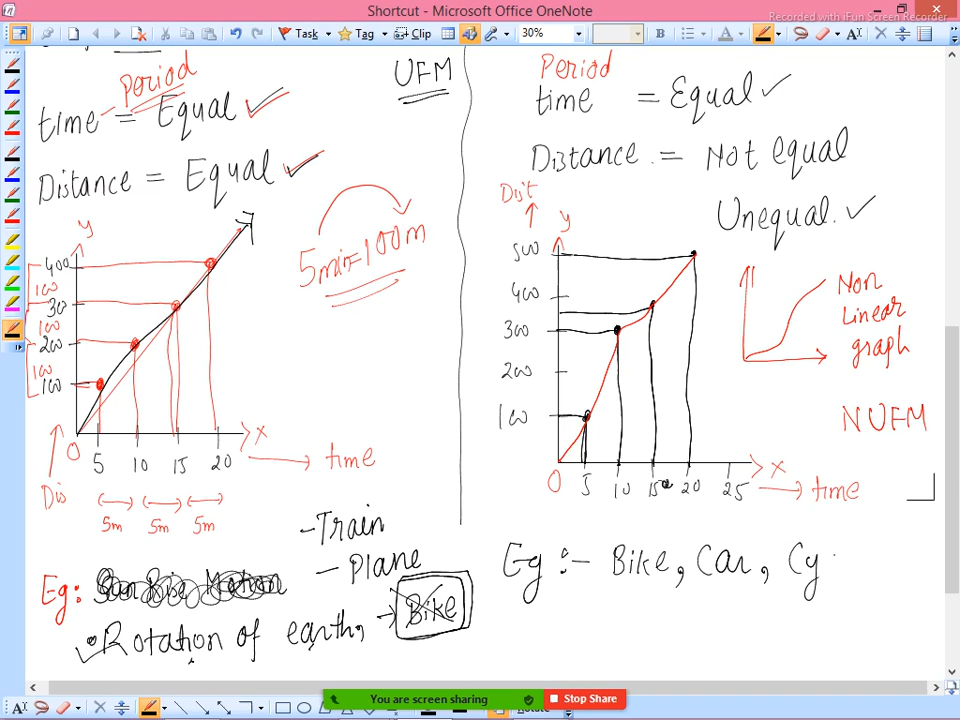 Shortcut - Microsoft Office OneNote
Recorded with iFun Screen Recorder
Task
Tag
Clip
30%
B
UFM
Period
time = Equal
Distance = Equal
5min=100m
y
400
300
200
100
100
100
100
O
5
10
15
20
X
time
Dis
5m
5m
5m
Eg:
Rotation of earth,
- Train
- Plane
Bike
Period
time = Equal
Distance = Not equal
Unequal.
Dist
y
500
400
300
200
100
O
5
10
15
20
25
X
time
Non
Linear
graph
NUFM
Eg :- Bike, Car, Cy
You are screen sharing
Stop Share